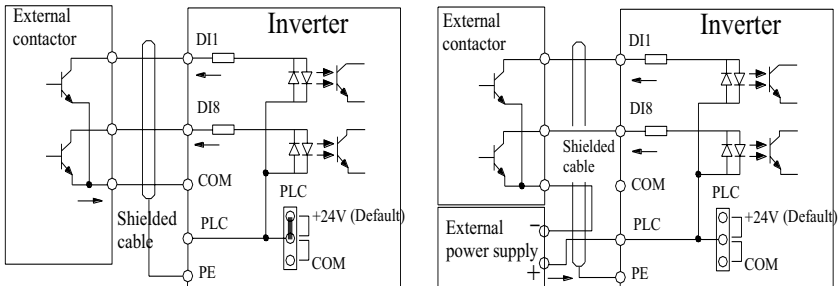 External
contactor
Inverter
DI1
DI8
COM
PLC
Shielded
cable
+24V (Default)
PLC
COM
PE
External
contactor
Inverter
DI1
DI8
Shielded
cable
COM
PLC
+24V (Default)
External
power supply
−
+
PLC
COM
PE